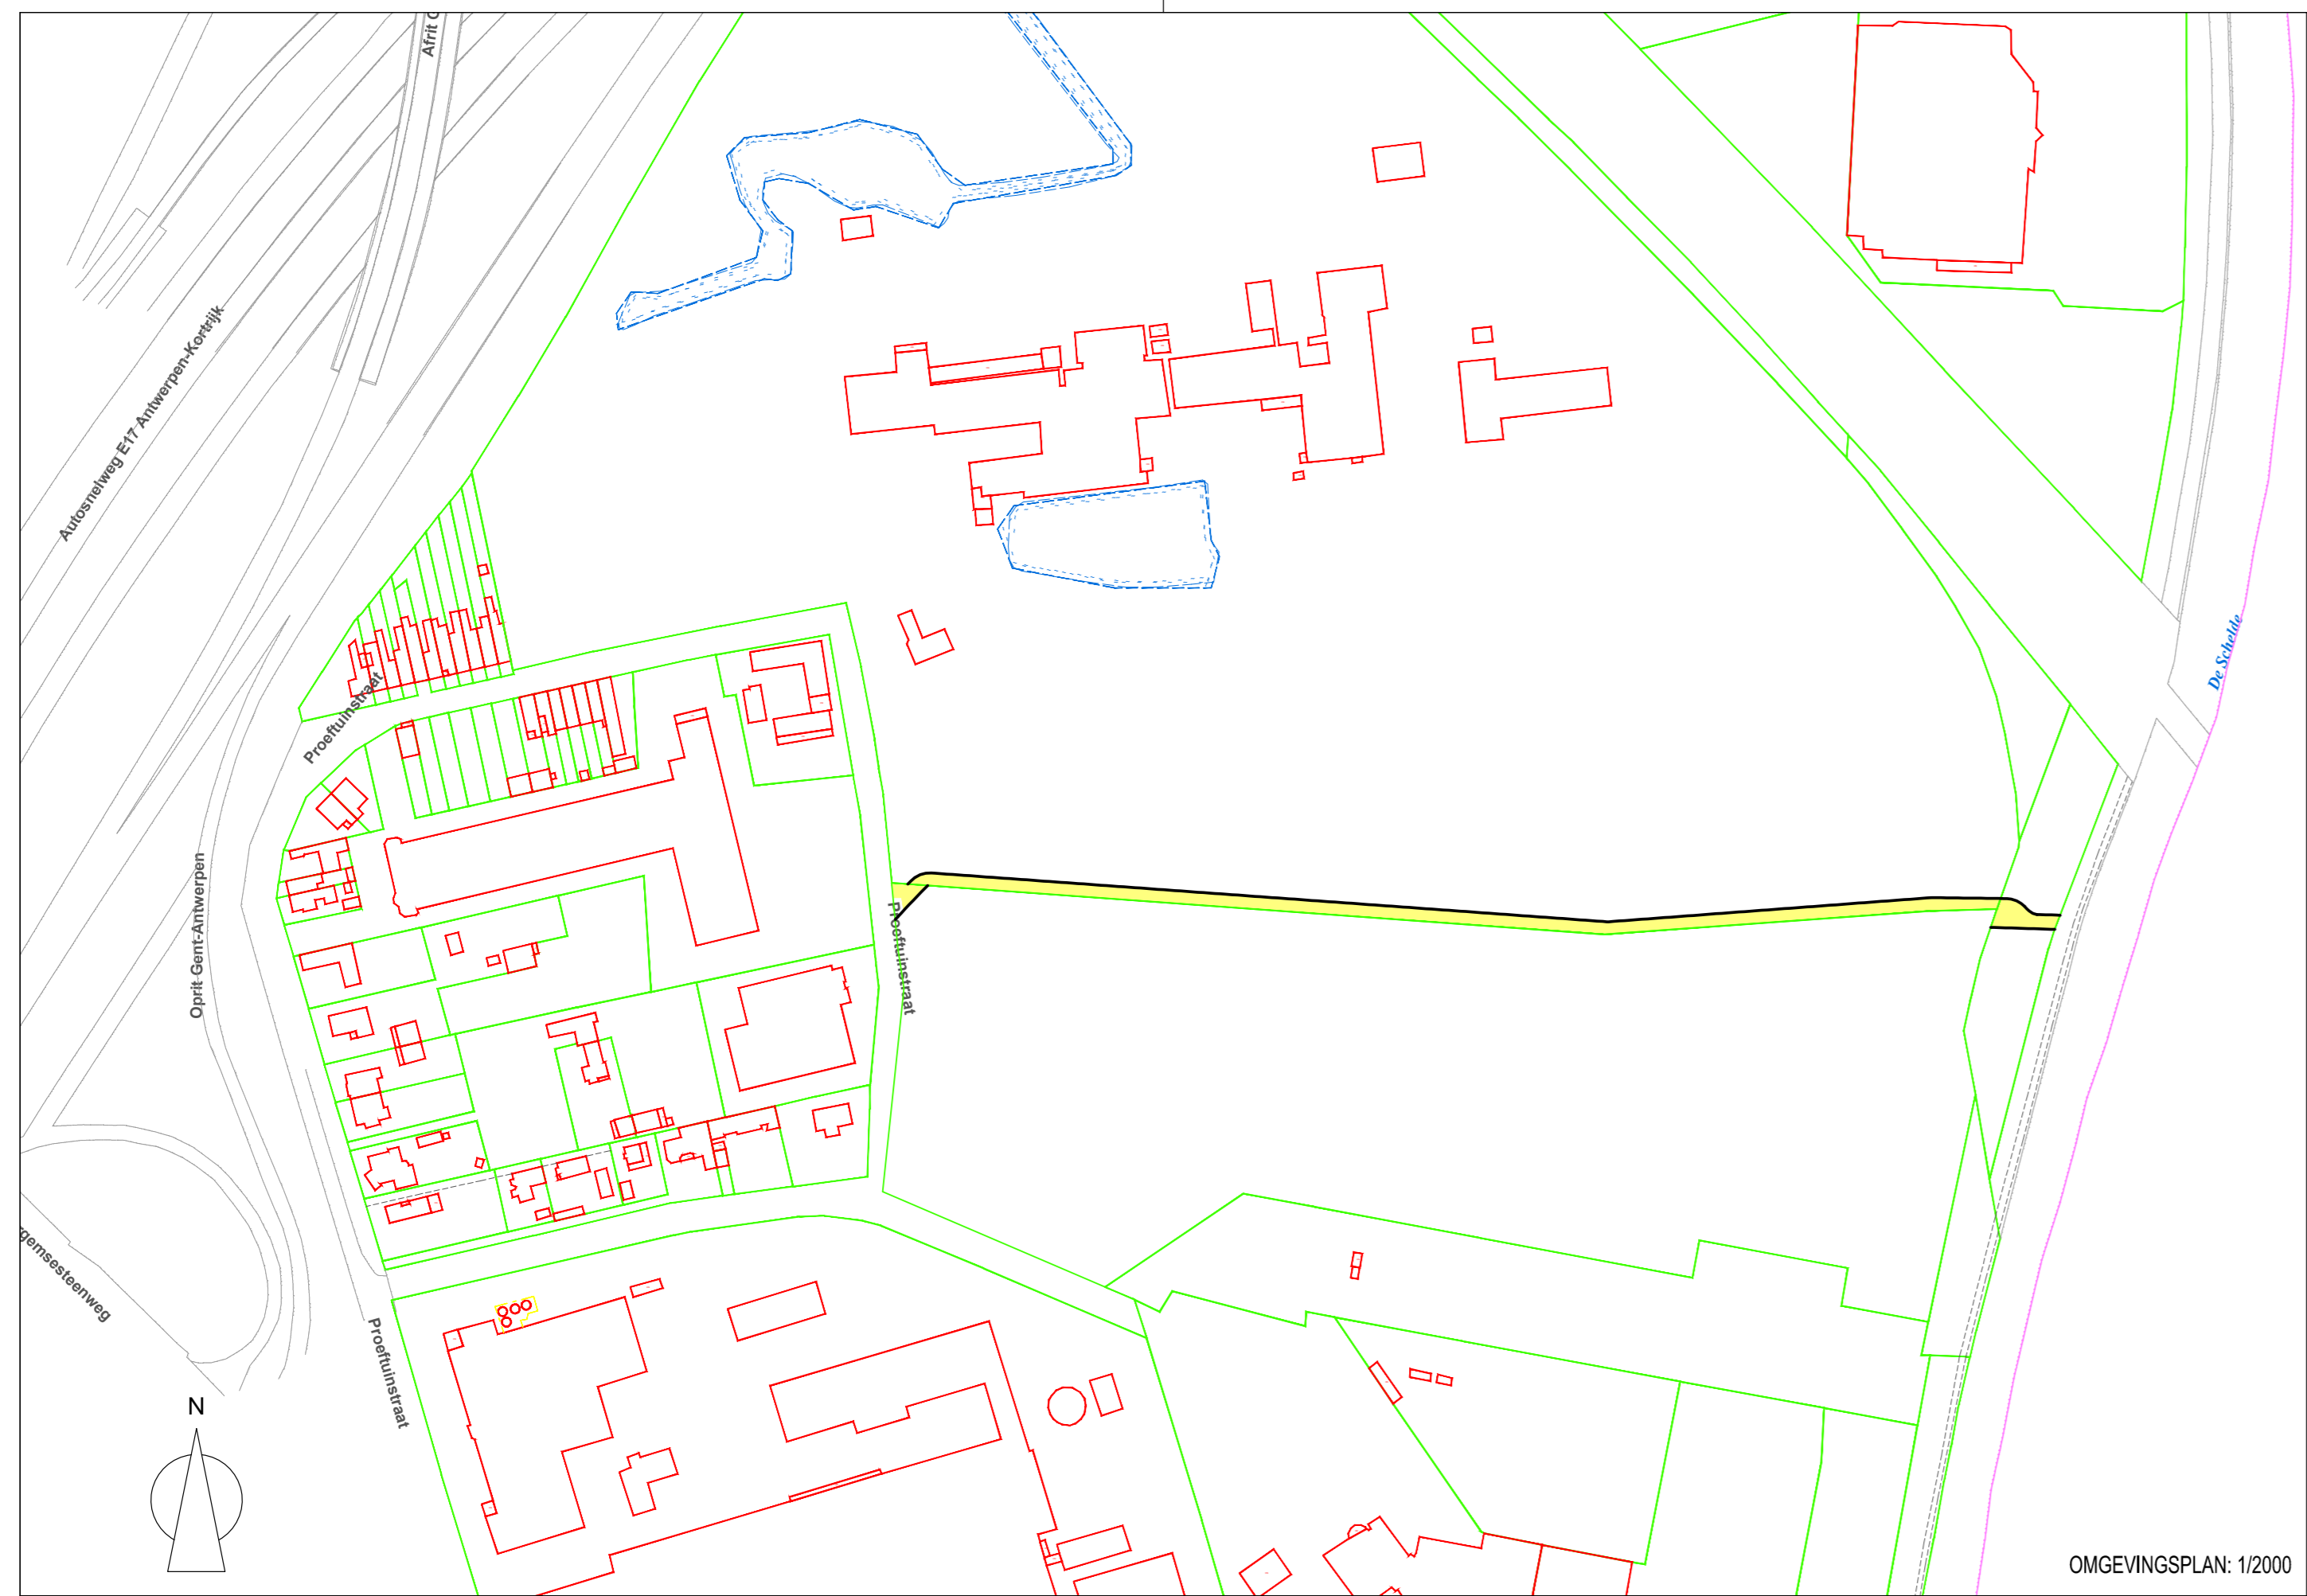 Afrit
Autosnelweg E17 Antwerpen-Kortrijk
De Schelde
Proeftuinstraat
Oprit Gent-Antwerpen
Proeftuinstraat
Proeftuinstraat
N
OMGEVINGSPLAN: 1/2000